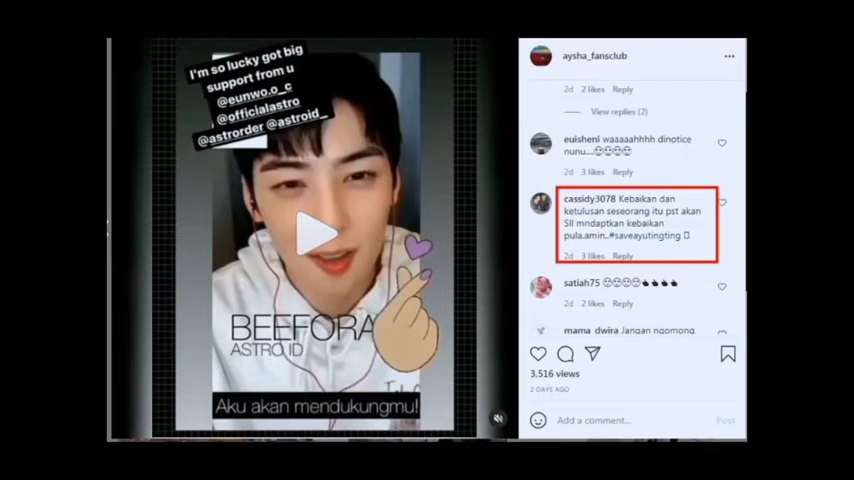 I'm so lucky got big
support from u
@eunwo.o_c
@officialastro
@astrorder @astroid_
BEEFORA
ASTRO ID
Aku akan mendukungmu!
aysha_fansclub
2d 2 likes Reply
View replies (2)
euisheni waaaaahhhh dinotice
nunu...
2d 3 likes Reply
cassidy3078 Kebaikan dan
ketulusan seseorang itu pst akan
Sll mndaptkan kebaikan
pula.amin..#saveayutingting
2d 3 likes Reply
satiah75
2d 2 likes Reply
mama_dwira Jangan ngomong
3,516 views
2 DAYS AGO
Add a comment...
Post